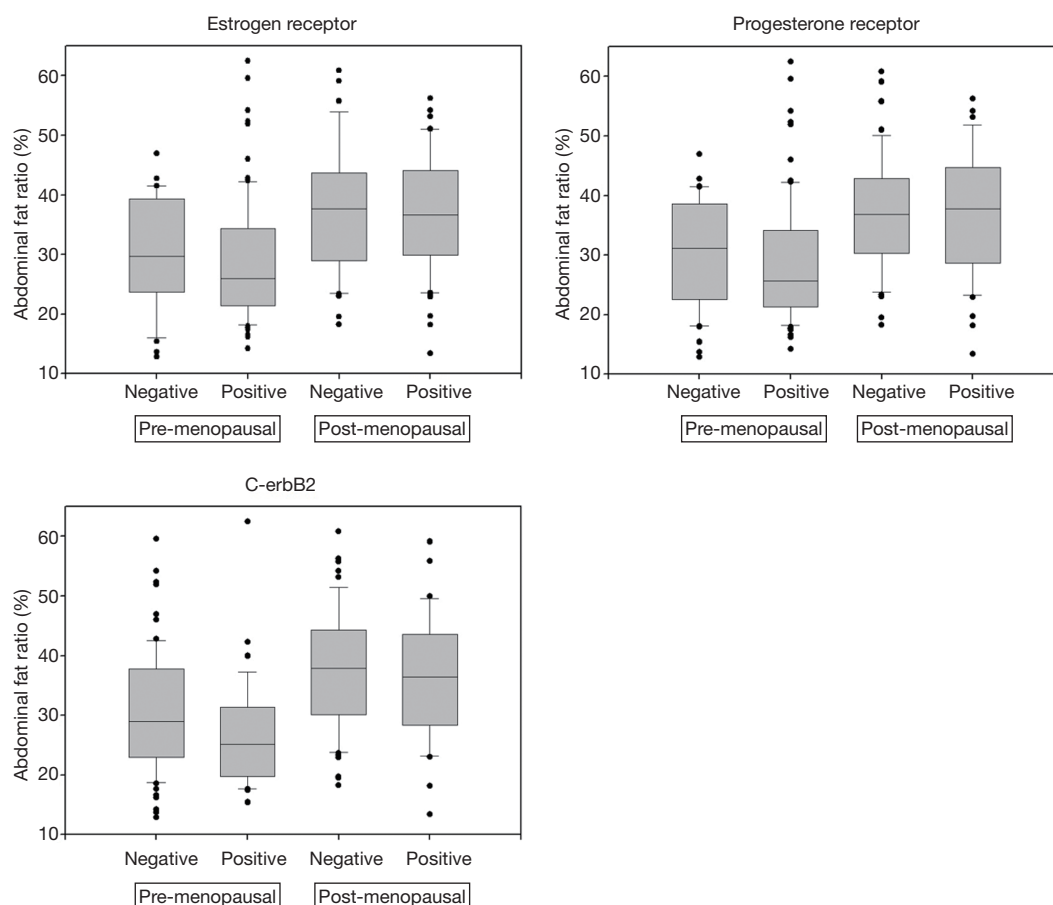 Estrogen receptor
Abdominal fat ratio (%)
60
50
40
30
20
10
Negative Positive Negative Positive
Pre-menopausal Post-menopausal
Progesterone receptor
Abdominal fat ratio (%)
60
50
40
30
20
10
Negative Positive Negative Positive
Pre-menopausal Post-menopausal
C-erbB2
Abdominal fat ratio (%)
60
50
40
30
20
10
Negative Positive Negative Positive
Pre-menopausal Post-menopausal